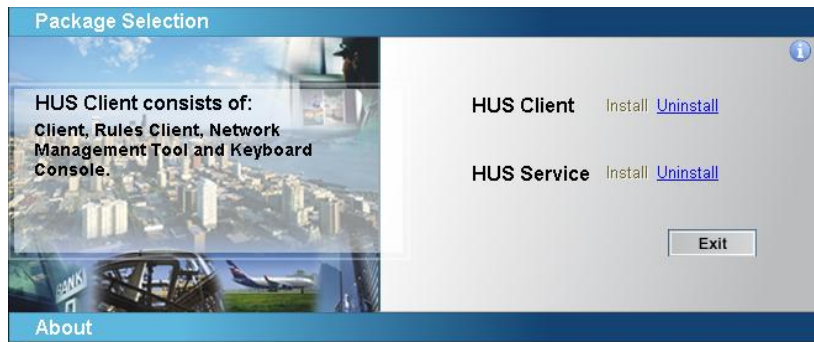 Package Selection
HUS Client consists of:
Client, Rules Client, Network
Management Tool and Keyboard
Console.
HUS Client Install Uninstall
HUS Service Install Uninstall
Exit
BANK
About